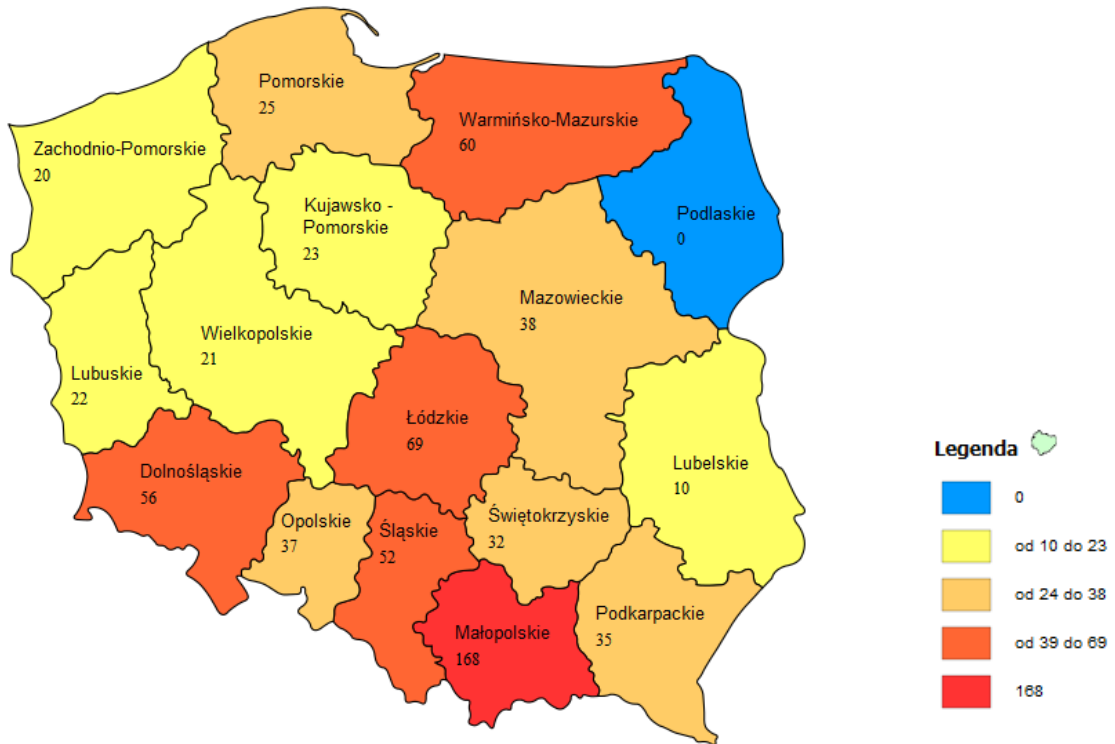 Pomorskie
25
Warmińsko-Mazurskie
60
Zachodnio-Pomorskie
20
Kujawsko -
Pomorskie
23
Podlaskie
0
Mazowieckie
38
Wielkopolskie
21
Lubuskie
22
Łódzkie
69
Dolnośląskie
56
Lubelskie
10
Opolskie
37
Śląskie
52
Świętokrzyskie
32
Małopolskie
168
Podkarpackie
35
Legenda
0
od 10 do 23
od 24 do 38
od 39 do 69
168